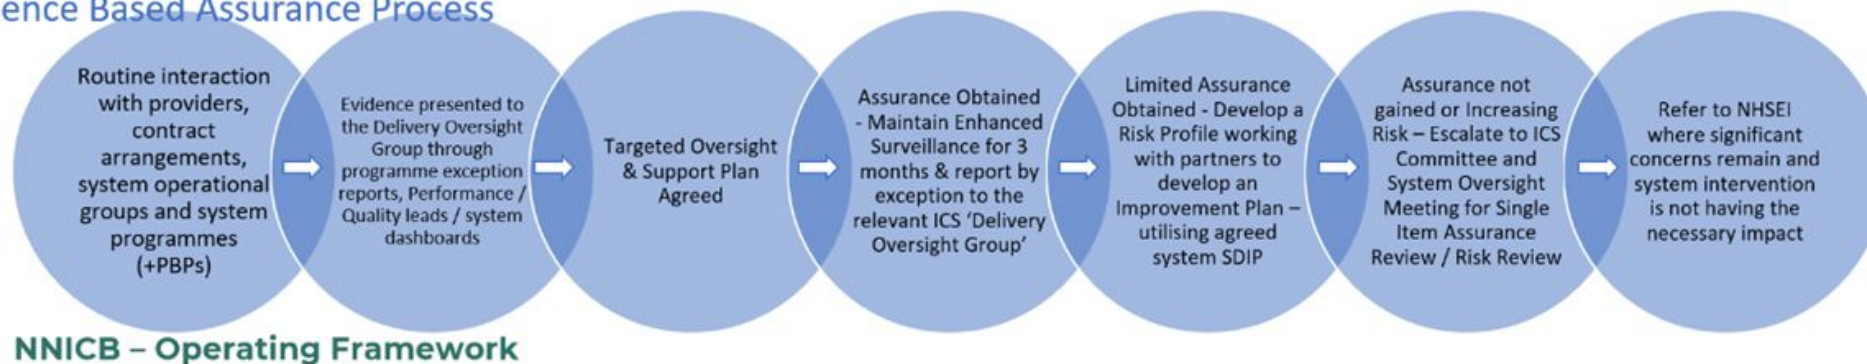 ence Based Assurance Process
Routine interaction
with providers,
contract
arrangements,
system operational
groups and system
programmes
(+PBPs)
Evidence presented to
the Delivery Oversight
Group through
programme exception
reports, Performance /
Quality leads / system
dashboards
Targeted Oversight
& Support Plan
Agreed
Assurance Obtained
- Maintain Enhanced
Surveillance for 3
months & report by
exception to the
relevant ICS ‘Delivery
Oversight Group’
Limited Assurance
Obtained - Develop a
Risk Profile working
with partners to
develop an
Improvement Plan –
utilising agreed
system SDIP
Assurance not
gained or Increasing
Risk – Escalate to ICS
Committee and
System Oversight
Meeting for Single
Item Assurance
Review / Risk Review
Refer to NHSEI
where significant
concerns remain and
system intervention
is not having the
necessary impact
NNICB – Operating Framework